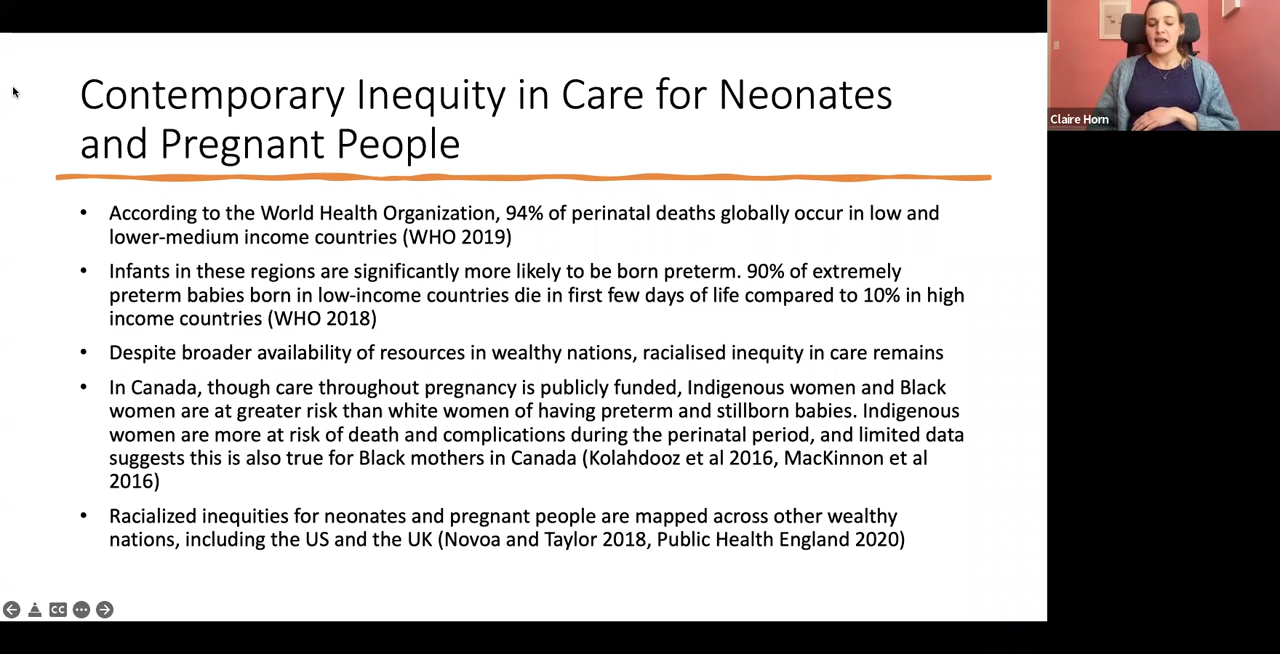 Contemporary Inequity in Care for Neonates
and Pregnant People
• According to the World Health Organization, 94% of perinatal deaths globally occur in low and
lower-medium income countries (WHO 2019)
• Infants in these regions are significantly more likely to be born preterm. 90% of extremely
preterm babies born in low-income countries die in first few days of life compared to 10% in high
income countries (WHO 2018)
• Despite broader availability of resources in wealthy nations, racialised inequity in care remains
• In Canada, though care throughout pregnancy is publicly funded, Indigenous women and Black
women are at greater risk than white women of having preterm and stillborn babies. Indigenous
women are more at risk of death and complications during the perinatal period, and limited data
suggests this is also true for Black mothers in Canada (Kolahdooz et al 2016, MacKinnon et al
2016)
• Racialized inequities for neonates and pregnant people are mapped across other wealthy
nations, including the US and the UK (Novoa and Taylor 2018, Public Health England 2020)
CC
Claire Horn